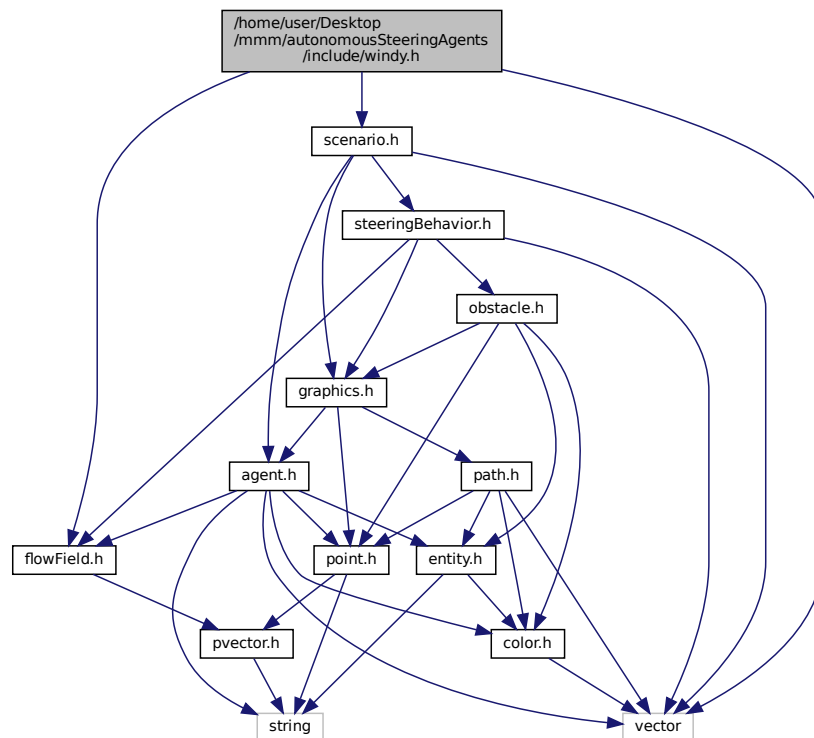 /home/user/Desktop
/mmm/autonomousSteeringAgents
/include/windy.h
scenario.h
steeringBehavior.h
obstacle.h
graphics.h
agent.h
path.h
flowField.h
point.h
entity.h
pvector.h
color.h
string
vector